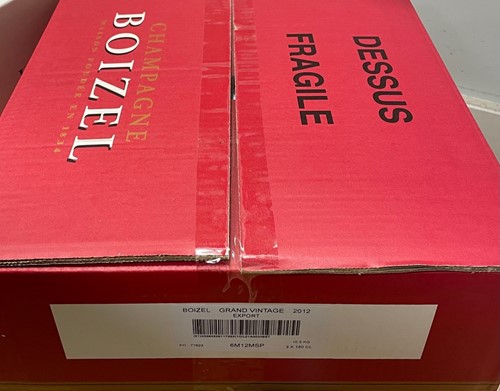 CHAMPAGNE
BOIZEL
MAISON FONDÉE EN 1834
DESSUS
FRAGILE
BOIZEL GRAND VINTAGE 2012
EXPORT
6M12MSP